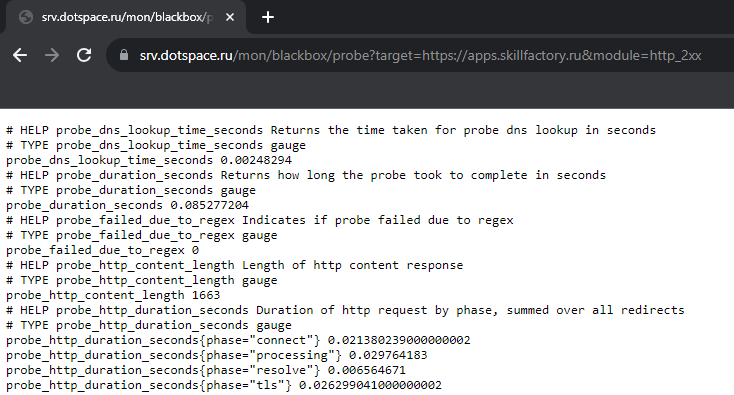 srv.dotspace.ru/mon/blackbox/p
srv.dotspace.ru/mon/blackbox/probe?target=https://apps.skillfactory.ru&module=http_2xx
# HELP probe_dns_lookup_time_seconds Returns the time taken for probe dns lookup in seconds
# TYPE probe_dns_lookup_time_seconds gauge
probe_dns_lookup_time_seconds 0.00248294
# HELP probe_duration_seconds Returns how long the probe took to complete in seconds
# TYPE probe_duration_seconds gauge
probe_duration_seconds 0.085277204
# HELP probe_failed_due_to_regex Indicates if probe failed due to regex
# TYPE probe_failed_due_to_regex gauge
probe_failed_due_to_regex 0
# HELP probe_http_content_length Length of http content response
# TYPE probe_http_content_length gauge
probe_http_content_length 1663
# HELP probe_http_duration_seconds Duration of http request by phase, summed over all redirects
# TYPE probe_http_duration_seconds gauge
probe_http_duration_seconds{phase="connect"} 0.021380239000000002
probe_http_duration_seconds{phase="processing"} 0.029764183
probe_http_duration_seconds{phase="resolve"} 0.006564671
probe_http_duration_seconds{phase="tls"} 0.026299041000000002